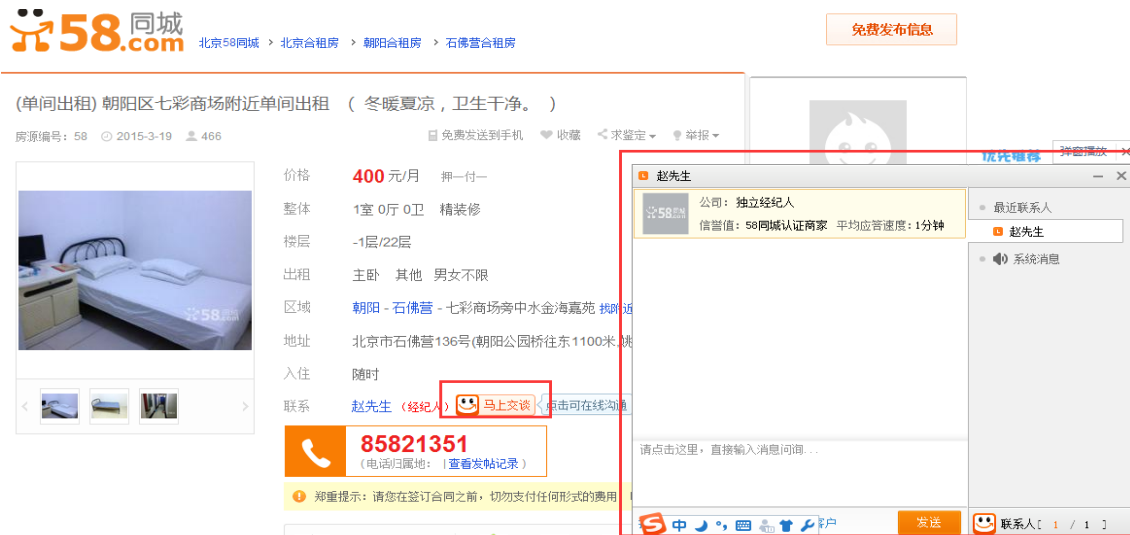 58同城
.com
北京58同城 > 北京合租房 > 朝阳合租房 > 石佛营合租房
免费发布信息
(单间出租) 朝阳区七彩商场附近单间出租 （ 冬暖夏凉，卫生干净。 ）
房源编号：58 2015-3-19 466
免费发送到手机 收藏 求鉴定 举报
价格 400 元/月 押一付一
整体 1室 0厅 0卫 精装修
楼层 -1层/22层
出租 主卧 其他 男女不限
区域 朝阳 - 石佛营 - 七彩商场旁中水金海嘉苑 找附近
地址 北京市石佛营136号(朝阳公园桥往东1100米,
入住 随时
联系 赵先生（经纪人） 马上交谈 点击可在线沟通
85821351
（电话归属地： | 查看发帖记录 ）
郑重提示：请您在签订合同之前，切勿支付任何形式的费用
58同城
优先推荐
弹窗播放 ×
赵先生
58同城
公司：独立经纪人
信誉值：58同城认证商家 平均应答速度：1分钟
最近联系人
赵先生
系统消息
请点击这里，直接输入消息问询...
S 中 客户
发送
联系人[ 1 / 1 ]